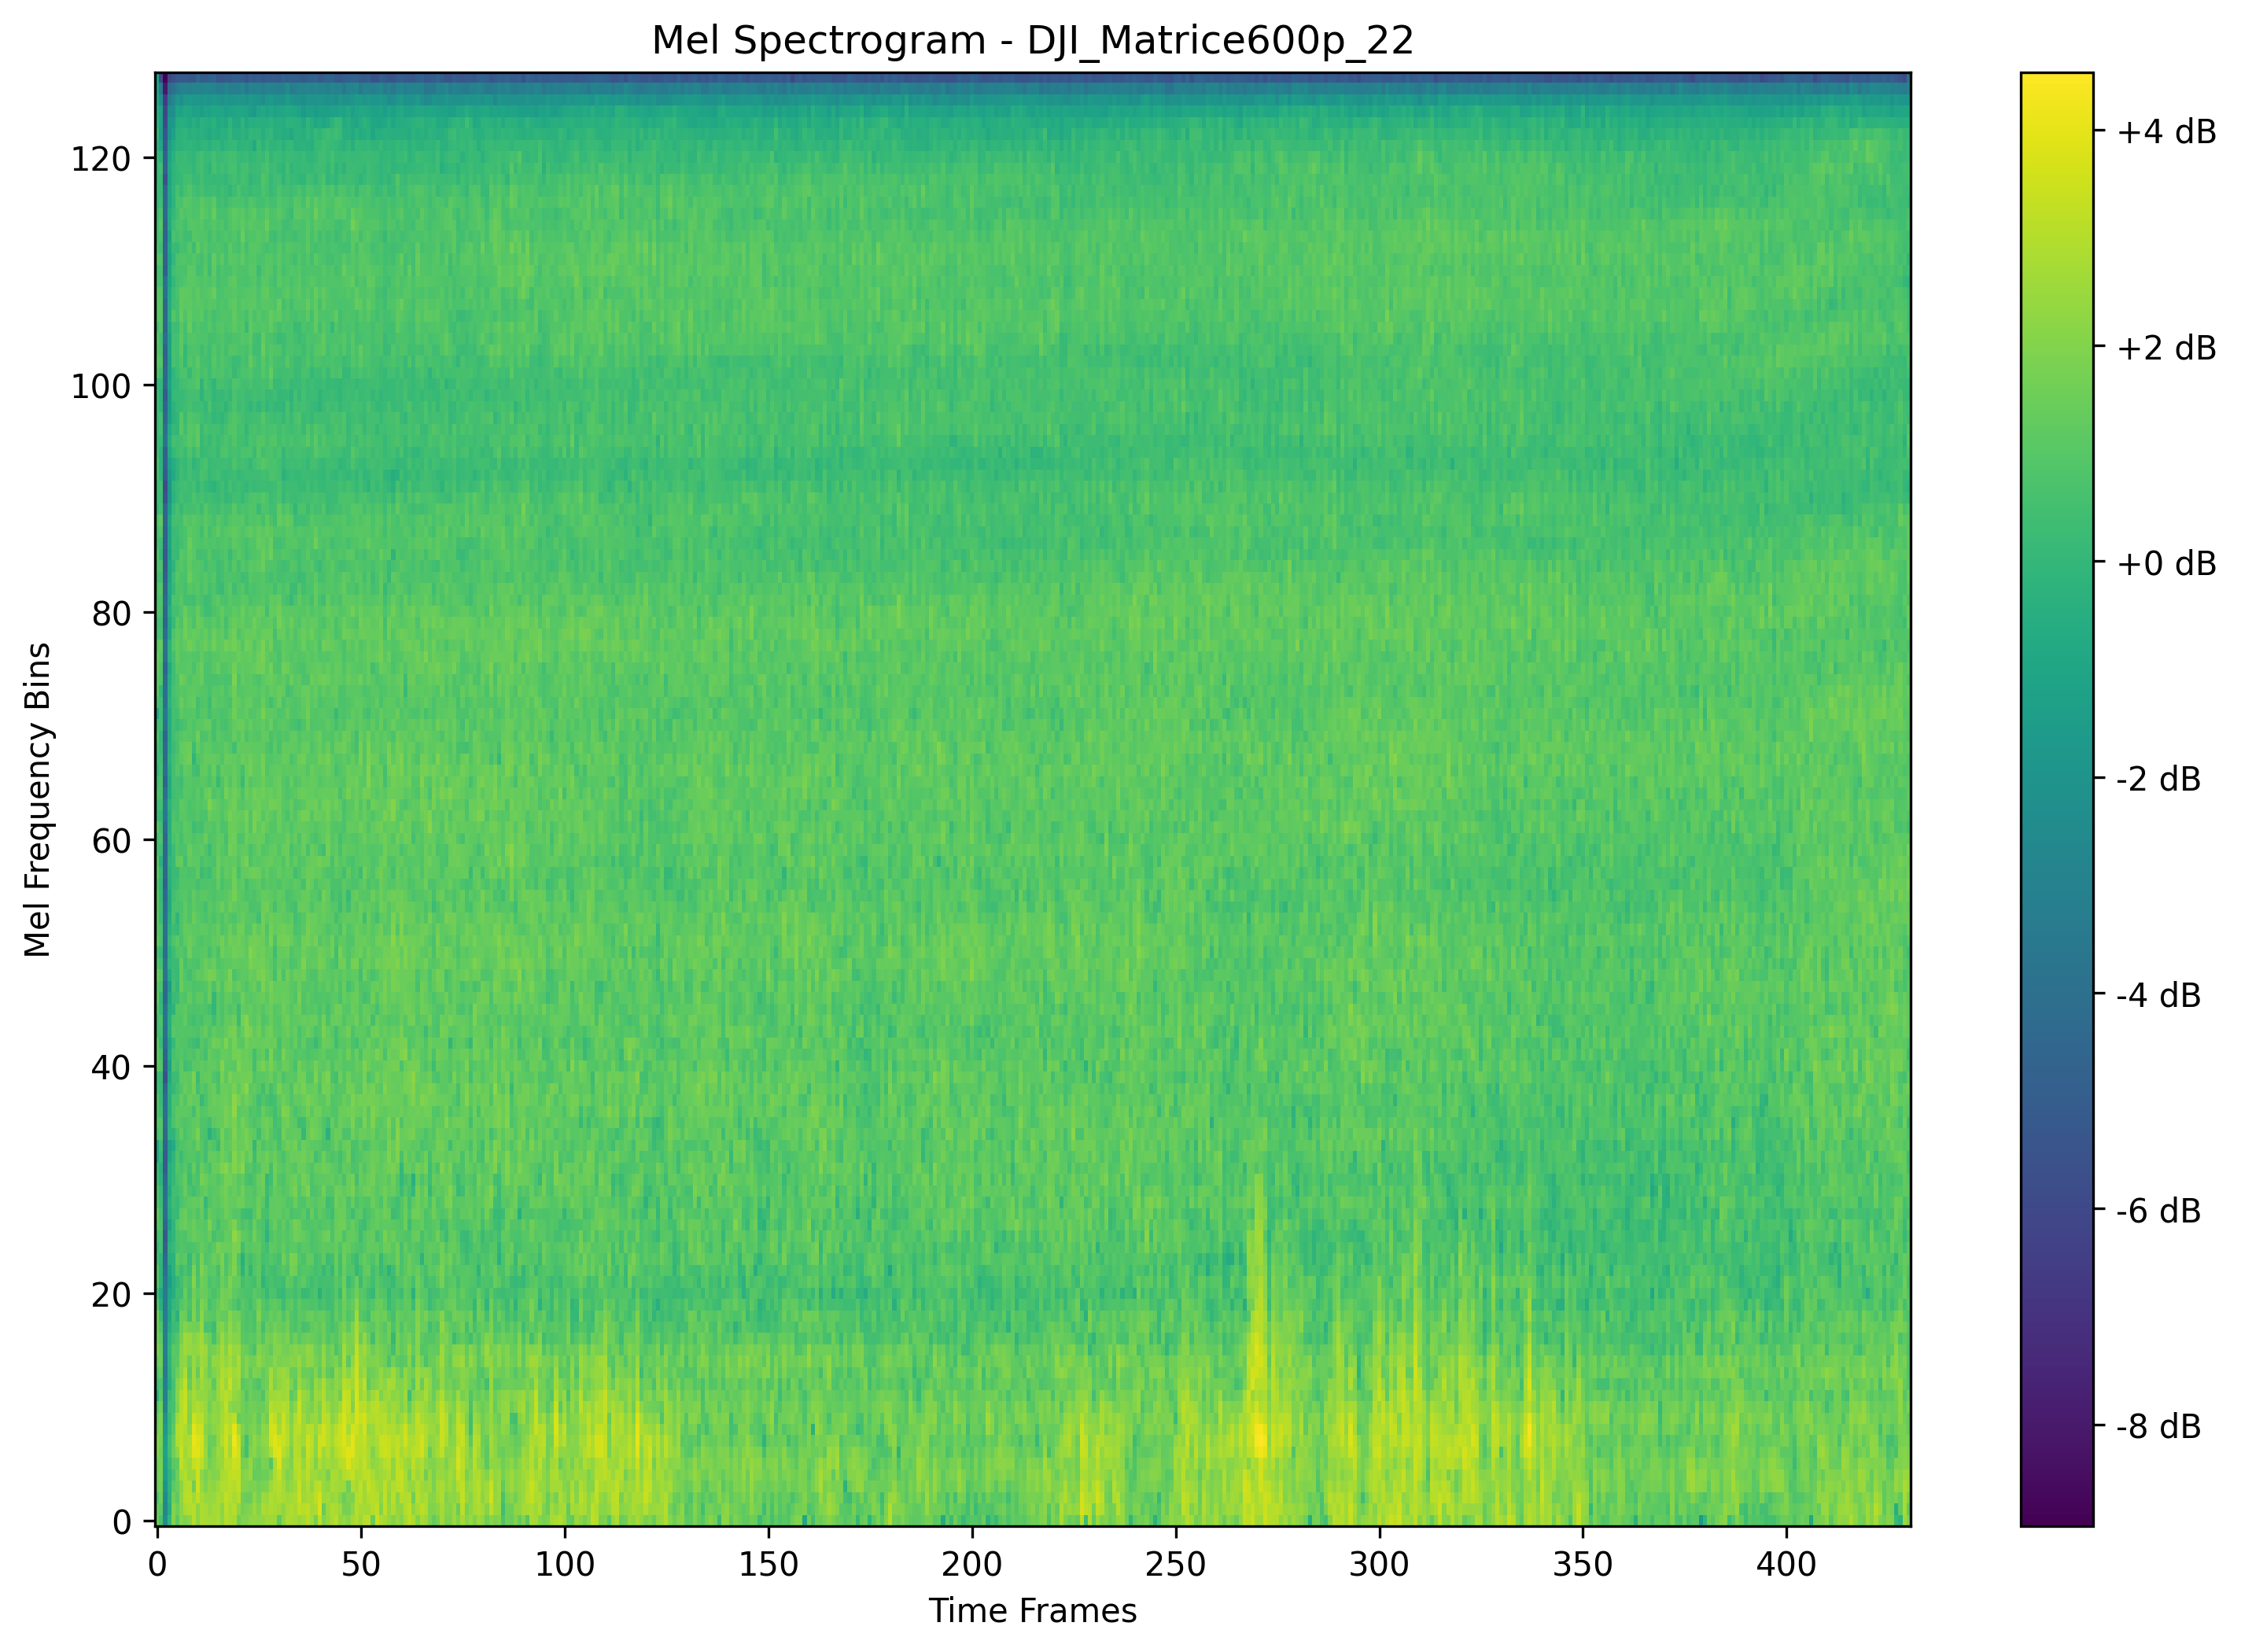 Mel Spectrogram - DJI_Matrice600p_22
Mel Frequency Bins
120
100
80
60
40
20
0
0 50 100 150 200 250 300 350 400
Time Frames
+4 dB
+2 dB
+0 dB
-2 dB
-4 dB
-6 dB
-8 dB